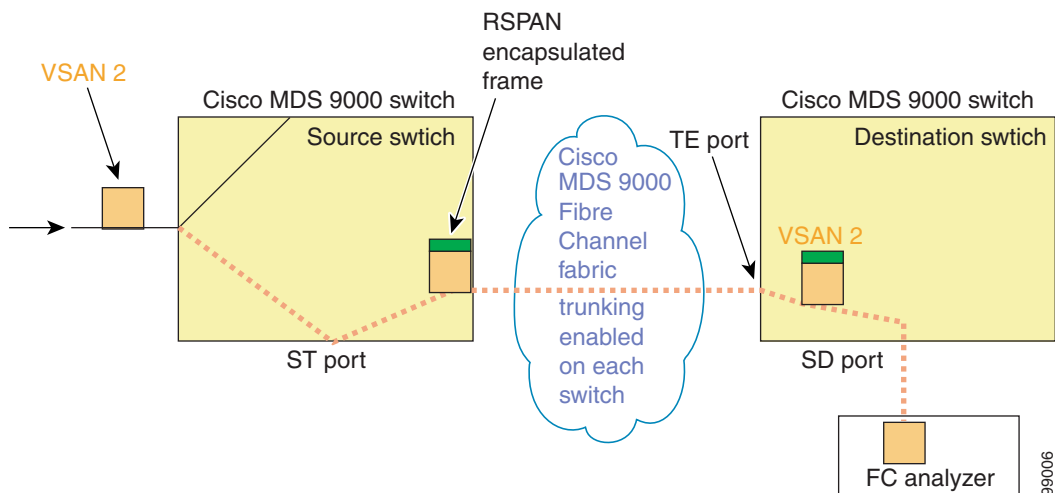 RSPAN
encapsulated
frame
VSAN 2
Cisco MDS 9000 switch
Source swtich
ST port
Cisco
MDS 9000
Fibre
Channel
fabric
trunking
enabled
on each
switch
TE port
Cisco MDS 9000 switch
Destination swtich
VSAN 2
SD port
FC analyzer
99006